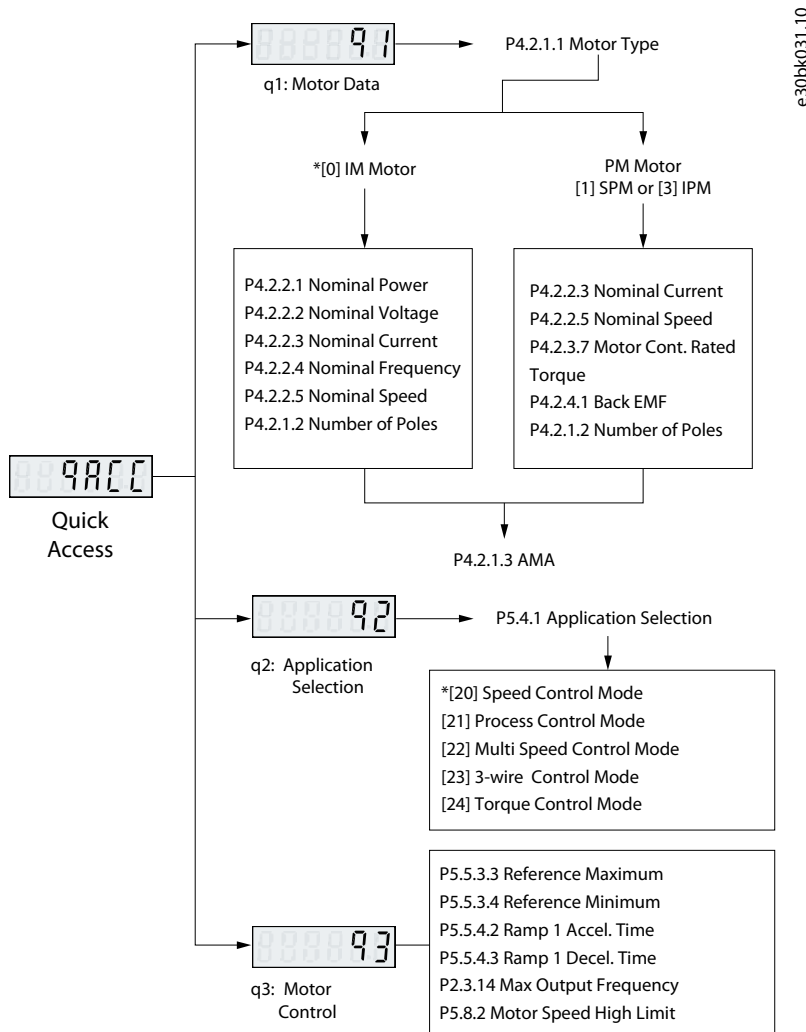 e30bk031.10
q1
P4.2.1.1 Motor Type
q1: Motor Data
*[0] IM Motor
PM Motor
[1] SPM or [3] IPM
P4.2.2.1 Nominal Power
P4.2.2.2 Nominal Voltage
P4.2.2.3 Nominal Current
P4.2.2.4 Nominal Frequency
P4.2.2.5 Nominal Speed
P4.2.1.2 Number of Poles
P4.2.2.3 Nominal Current
P4.2.2.5 Nominal Speed
P4.2.3.7 Motor Cont. Rated
Torque
P4.2.4.1 Back EMF
P4.2.1.2 Number of Poles
qACC
Quick
Access
P4.2.1.3 AMA
q2
P5.4.1 Application Selection
q2: Application
Selection
*[20] Speed Control Mode
[21] Process Control Mode
[22] Multi Speed Control Mode
[23] 3-wire Control Mode
[24] Torque Control Mode
q3
q3: Motor
Control
P5.5.3.3 Reference Maximum
P5.5.3.4 Reference Minimum
P5.5.4.2 Ramp 1 Accel. Time
P5.5.4.3 Ramp 1 Decel. Time
P2.3.14 Max Output Frequency
P5.8.2 Motor Speed High Limit